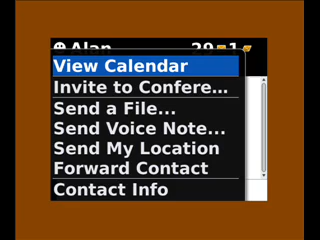 Alan
View Calendar
Invite to Confere...
Send a File...
Send Voice Note...
Send My Location
Forward Contact
Contact Info